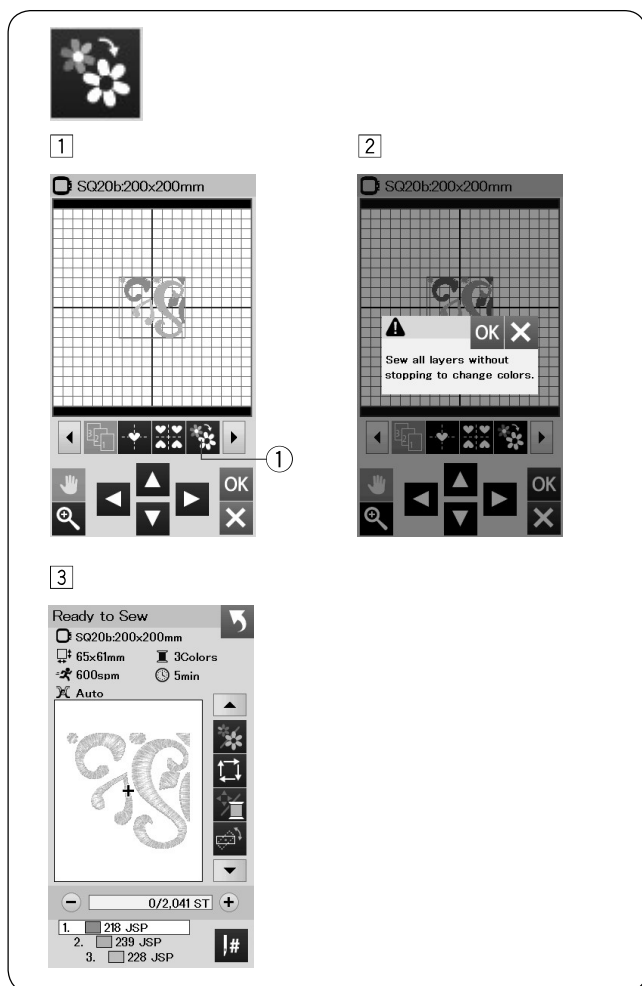 1
SQ20b:200x200mm
OK
1
2
SQ20b:200x200mm
OK
Sew all layers without
stopping to change colors.
OK
3
Ready to Sew
SQ20b:200x200mm
65x61mm 3Colors
600spm 5min
Auto
0/2,041 ST
1. 218 JSP
2. 239 JSP
3. 228 JSP
#